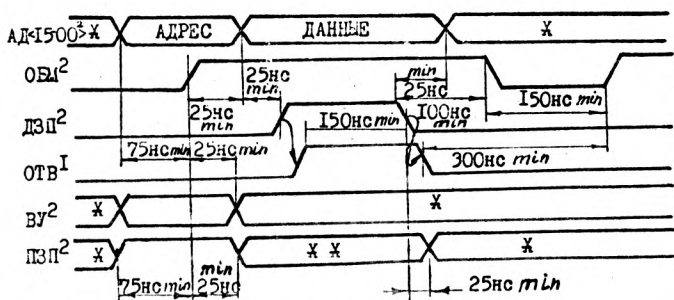 АД<15:00>² Ж АДРЕС ДАННЫЕ Ж
ОБМ²
25нс min
min 25нс
25нс min
150нс min
ДЗП²
150нс min
100нс min
75нс min 25нс min
300нс min
ОТВ¹
ВУ² Ж Ж
ПЗП² Ж Ж Ж Ж
75нс min
min 25нс
25нс min